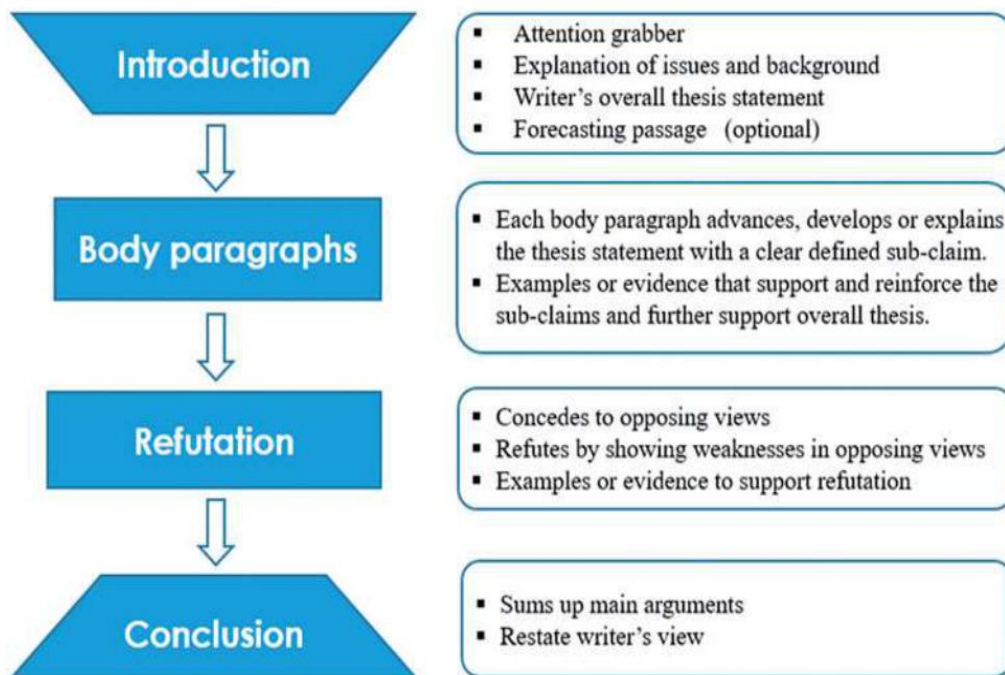 Introduction
▪ Attention grabber
▪ Explanation of issues and background
▪ Writer's overall thesis statement
▪ Forecasting passage (optional)
Body paragraphs
▪ Each body paragraph advances, develops or explains
the thesis statement with a clear defined sub-claim.
▪ Examples or evidence that support and reinforce the
sub-claims and further support overall thesis.
Refutation
▪ Concedes to opposing views
▪ Refutes by showing weaknesses in opposing views
▪ Examples or evidence to support refutation
Conclusion
▪ Sums up main arguments
▪ Restate writer's view